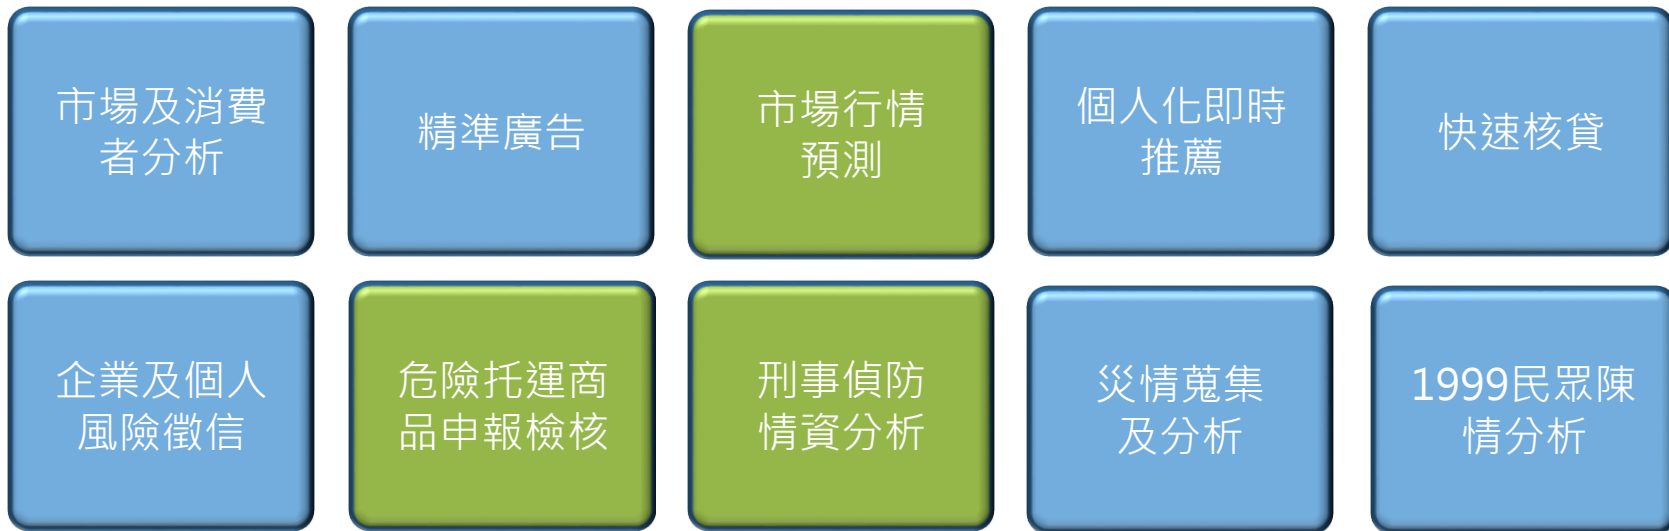 市場及消費
者分析
精準廣告
市場行情
預測
個人化即時
推薦
快速核貸
企業及個人
風險徵信
危險托運商
品申報檢核
刑事偵防
情資分析
災情蒐集
及分析
1999民眾陳
情分析